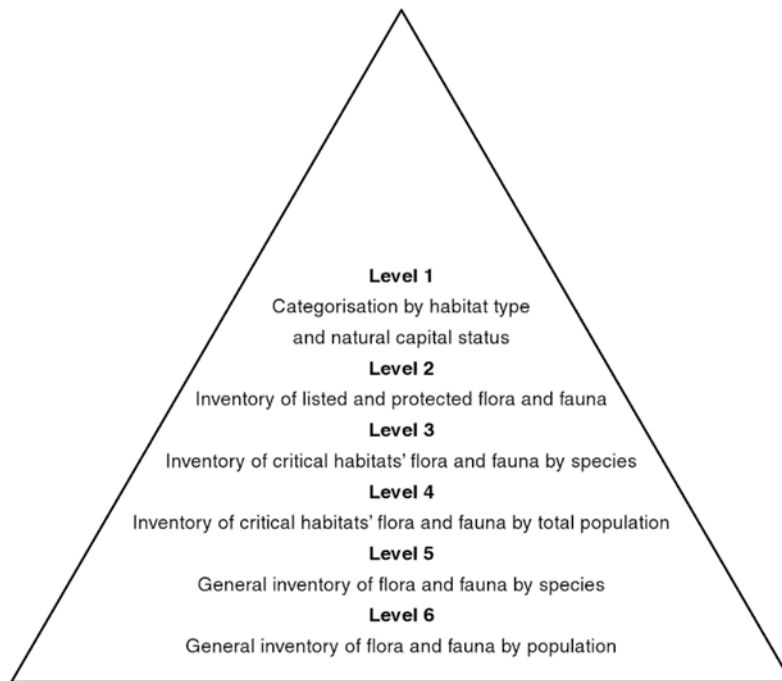 Level 1
Categorisation by habitat type
and natural capital status
Level 2
Inventory of listed and protected flora and fauna
Level 3
Inventory of critical habitats’ flora and fauna by species
Level 4
Inventory of critical habitats’ flora and fauna by total population
Level 5
General inventory of flora and fauna by species
Level 6
General inventory of flora and fauna by population